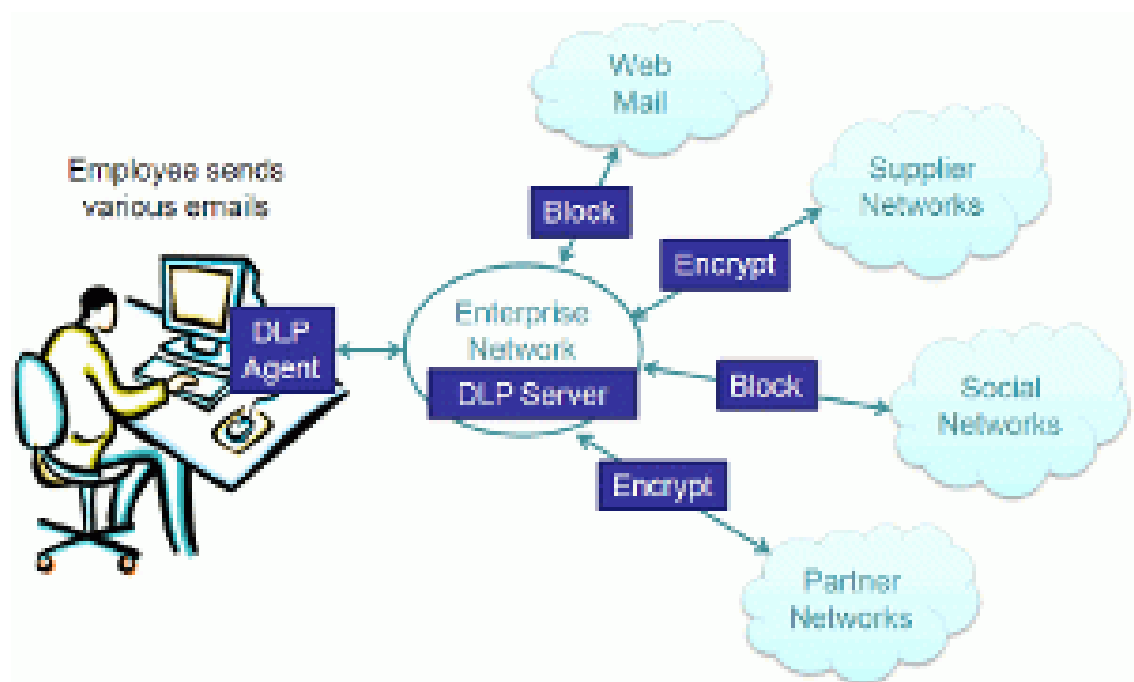 Employee sends
various emails
DLP
Agent
Enterprise
Network
DLP Server
Block
Web
Mail
Encrypt
Supplier
Networks
Block
Social
Networks
Encrypt
Partner
Networks